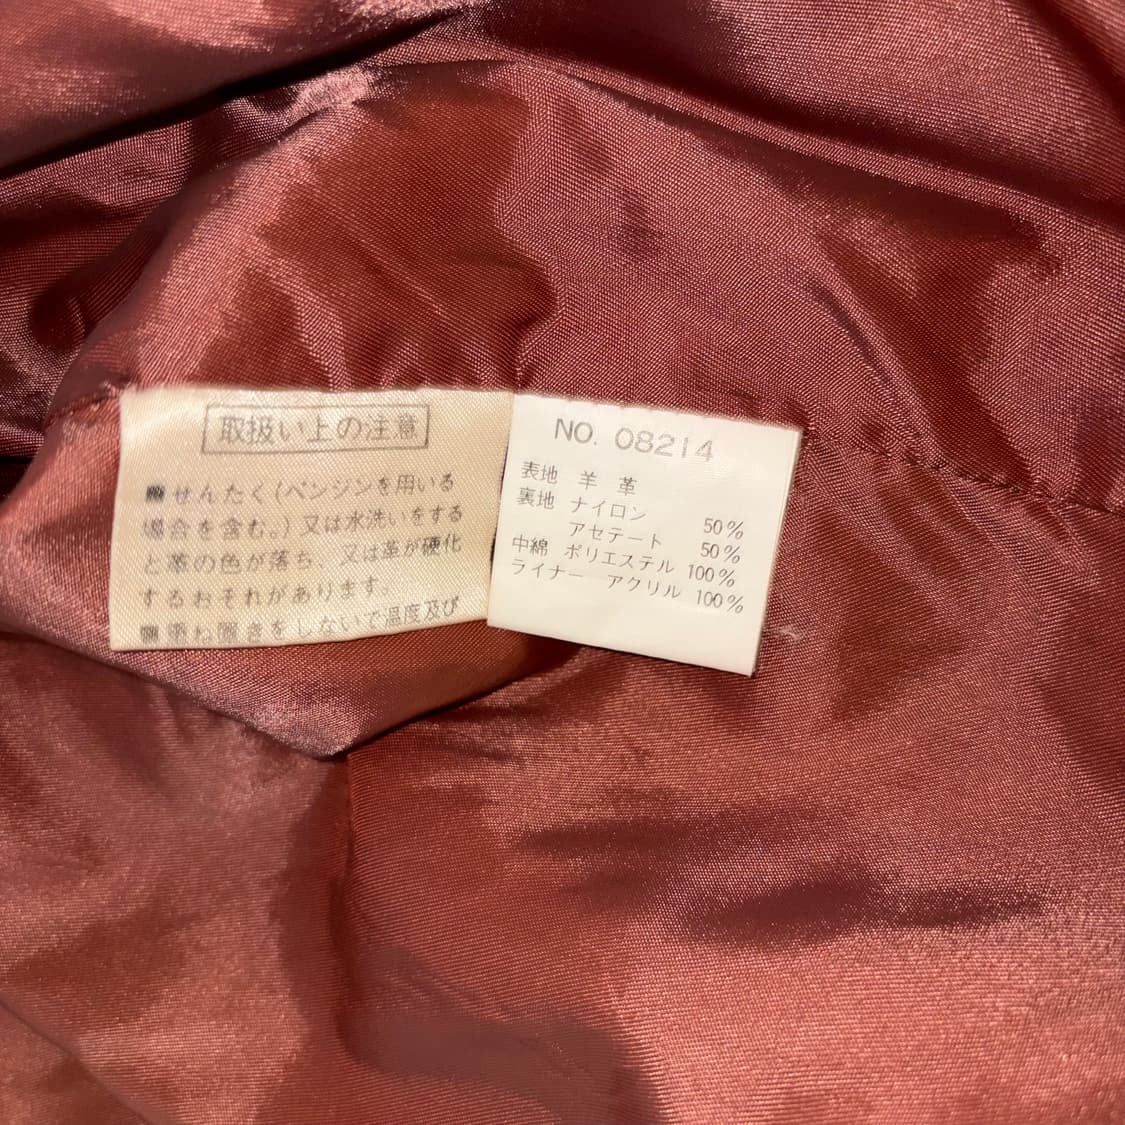 取扱い上の注意
■せんたく(ベンジンを用いる
場合を含む。)又は水洗いをする
と革の色が落ち、又は革が硬化
するおそれがあります。
■重ね置きをしないで温度及び
NO. 08214
表地 羊革
裏地 ナイロン 50%
アセテート 50%
中綿 ポリエステル 100%
ライナー アクリル 100%